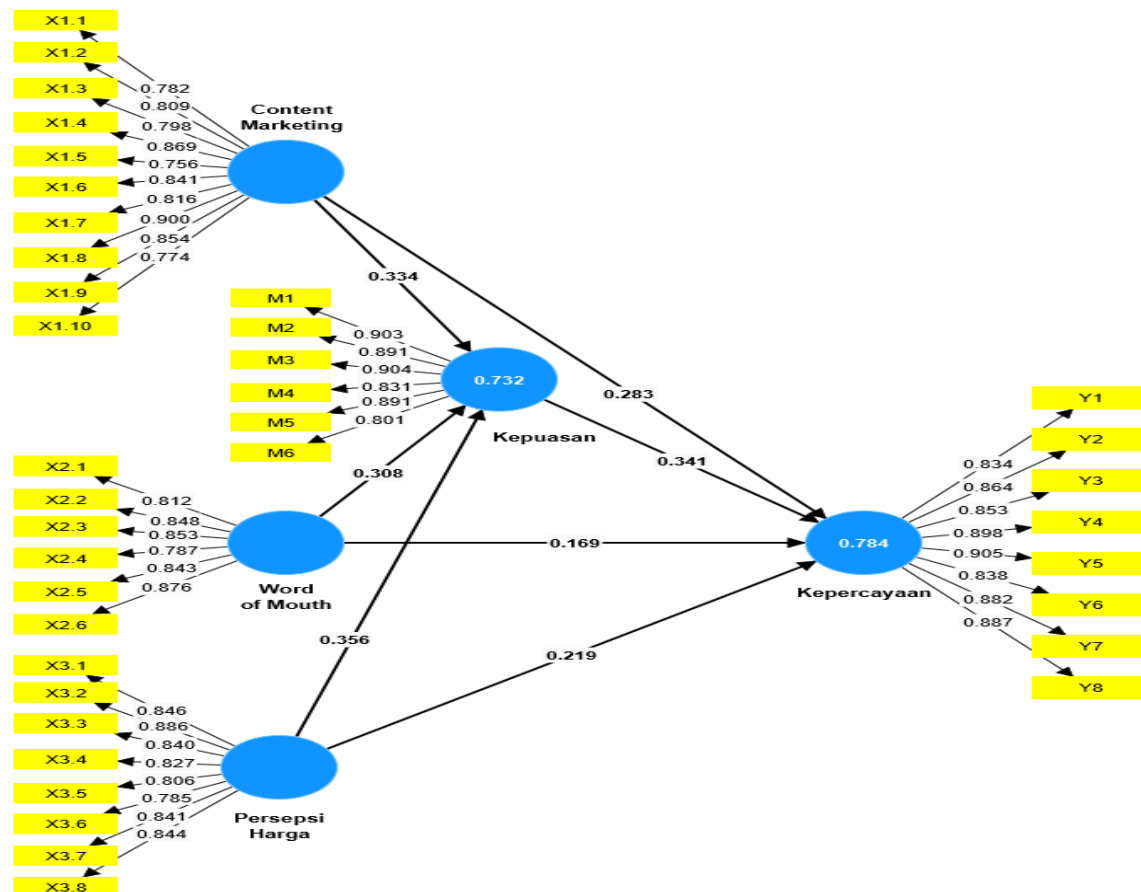 X1.1
X1.2
X1.3
X1.4
X1.5
X1.6
X1.7
X1.8
X1.9
X1.10
0.782
0.809
0.798
0.869
0.756
0.841
0.816
0.900
0.854
0.774
Content
Marketing
0.334
0.283
M1
M2
M3
M4
M5
M6
0.903
0.891
0.904
0.831
0.891
0.801
0.732
Kepuasan
0.341
X2.1
X2.2
X2.3
X2.4
X2.5
X2.6
0.812
0.848
0.853
0.787
0.843
0.876
Word
of Mouth
0.308
0.169
0.356
0.219
X3.1
X3.2
X3.3
X3.4
X3.5
X3.6
X3.7
X3.8
0.846
0.886
0.840
0.827
0.806
0.785
0.841
0.844
Persepsi
Harga
0.784
Kepercayaan
0.834
0.864
0.853
0.898
0.905
0.838
0.882
0.887
Y1
Y2
Y3
Y4
Y5
Y6
Y7
Y8